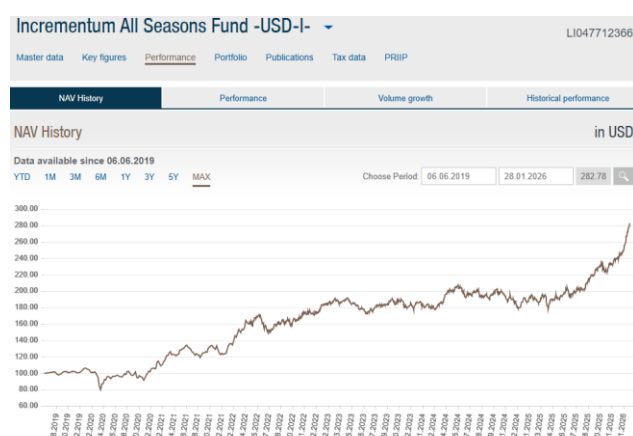 Incrementum All Seasons Fund -USD-I-
LI047712366
Master data Key figures Performance Portfolio Publications Tax data PRIIP
NAV History Performance Volume growth Historical performance
NAV History in USD
Data available since 06.06.2019
YTD 1M 3M 6M 1Y 3Y 5Y MAX Choose Period: 06.06.2019 28.01.2026 282.78
300.00
280.00
260.00
240.00
220.00
200.00
180.00
160.00
140.00
120.00
100.00
80.00
60.00